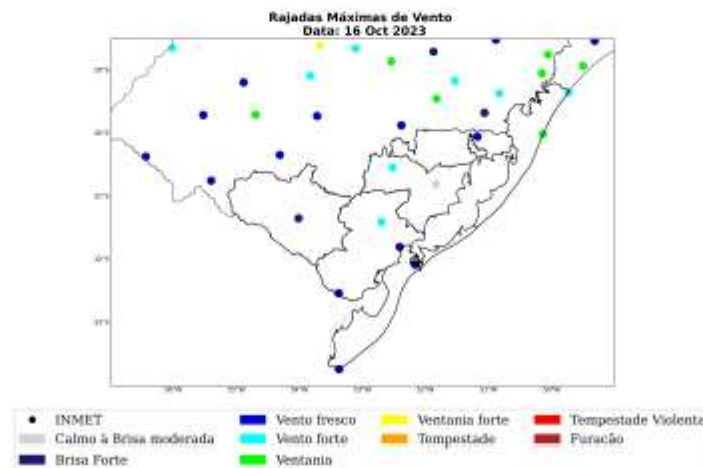 Rajadas Máximas de Vento
Data: 16 Oct 2023
INMET
Calmo à Brisa moderada
Brisa Forte
Vento fresco
Vento forte
Ventania
Ventania forte
Tempestade
Tempestade Violenta
Furacão